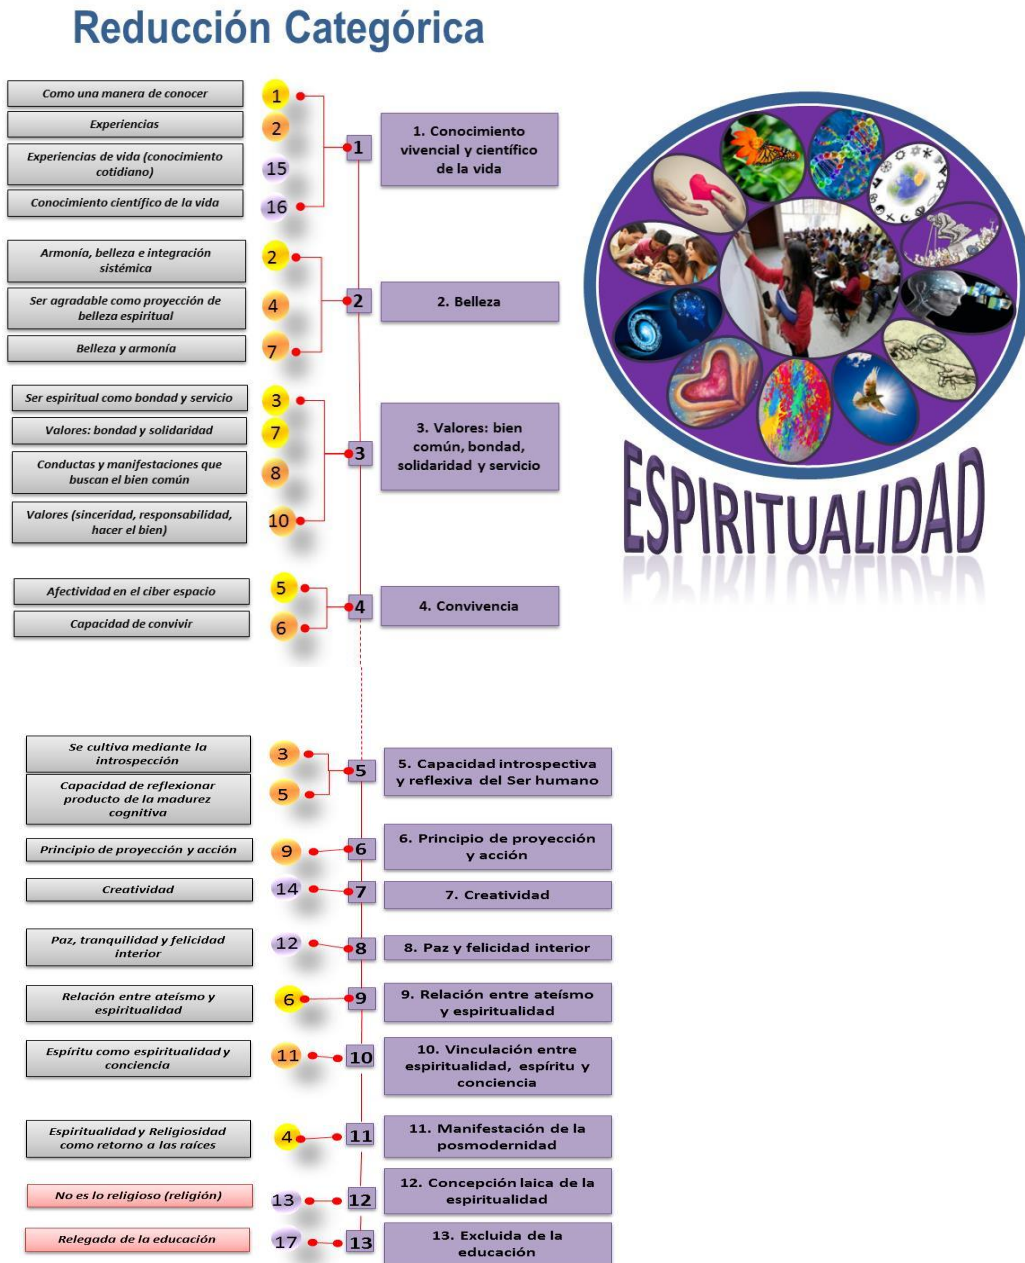 Reducción Categórica
Como una manera de conocer
1
Experiencias
2
Experiencias de vida (conocimiento
cotidiano)
15
Conocimiento científico de la vida
16
1
1. Conocimiento
vivencial y científico
de la vida
Armonía, belleza e integración
sistémica
2
Ser agradable como proyección de
belleza espiritual
4
Belleza y armonía
7
2
2. Belleza
Ser espiritual como bondad y servicio
3
Valores: bondad y solidaridad
7
Conductas y manifestaciones que
buscan el bien común
8
Valores (sinceridad, responsabilidad,
hacer el bien)
10
3
3. Valores: bien
común, bondad,
solidaridad y servicio
Afectividad en el ciber espacio
5
Capacidad de convivir
6
4
4. Convivencia
ESPIRITUALIDAD
Se cultiva mediante la
introspección
3
Capacidad de reflexionar
producto de la madurez
cognitiva
5
5
5. Capacidad introspectiva
y reflexiva del Ser humano
Principio de proyección y acción
9
6
6. Principio de proyección
y acción
Creatividad
14
7
7. Creatividad
Paz, tranquilidad y felicidad
interior
12
8
8. Paz y felicidad interior
Relación entre ateísmo y
espiritualidad
6
9
9. Relación entre ateísmo
y espiritualidad
Espíritu como espiritualidad y
conciencia
11
10
10. Vinculación entre
espiritualidad, espíritu y
conciencia
Espiritualidad y Religiosidad
como retorno a las raíces
4
11
11. Manifestación de la
posmodernidad
No es lo religioso (religión)
13
12
12. Concepción laica de la
espiritualidad
Relegada de la educación
17
13
13. Excluida de la
educación